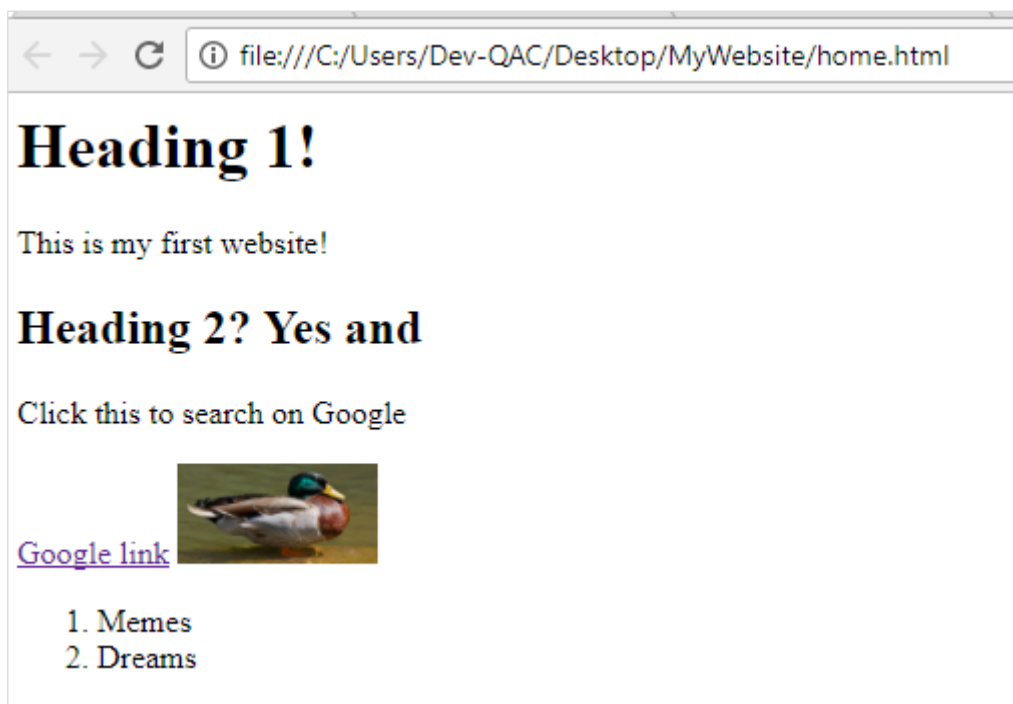 file:///C:/Users/Dev-QAC/Desktop/MyWebsite/home.html
Heading 1!
This is my first website!
Heading 2? Yes and
Click this to search on Google
Google link
1. Memes
2. Dreams